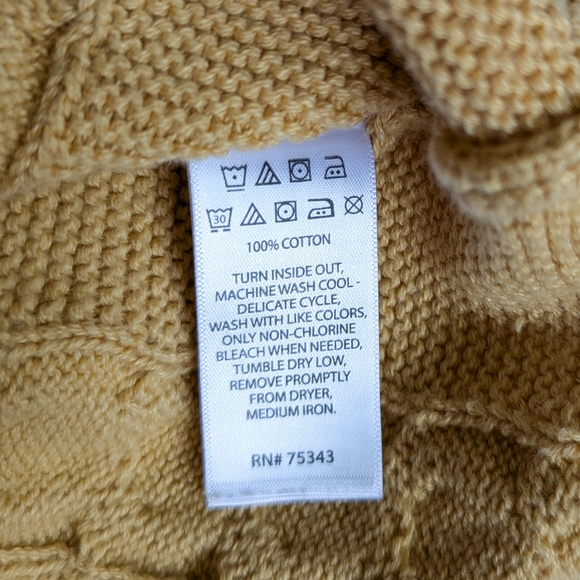 30
100% COTTON
TURN INSIDE OUT,
MACHINE WASH COOL -
DELICATE CYCLE,
WASH WITH LIKE COLORS,
ONLY NON-CHLORINE
BLEACH WHEN NEEDED,
TUMBLE DRY LOW,
REMOVE PROMPTLY
FROM DRYER,
MEDIUM IRON.
RN# 75343